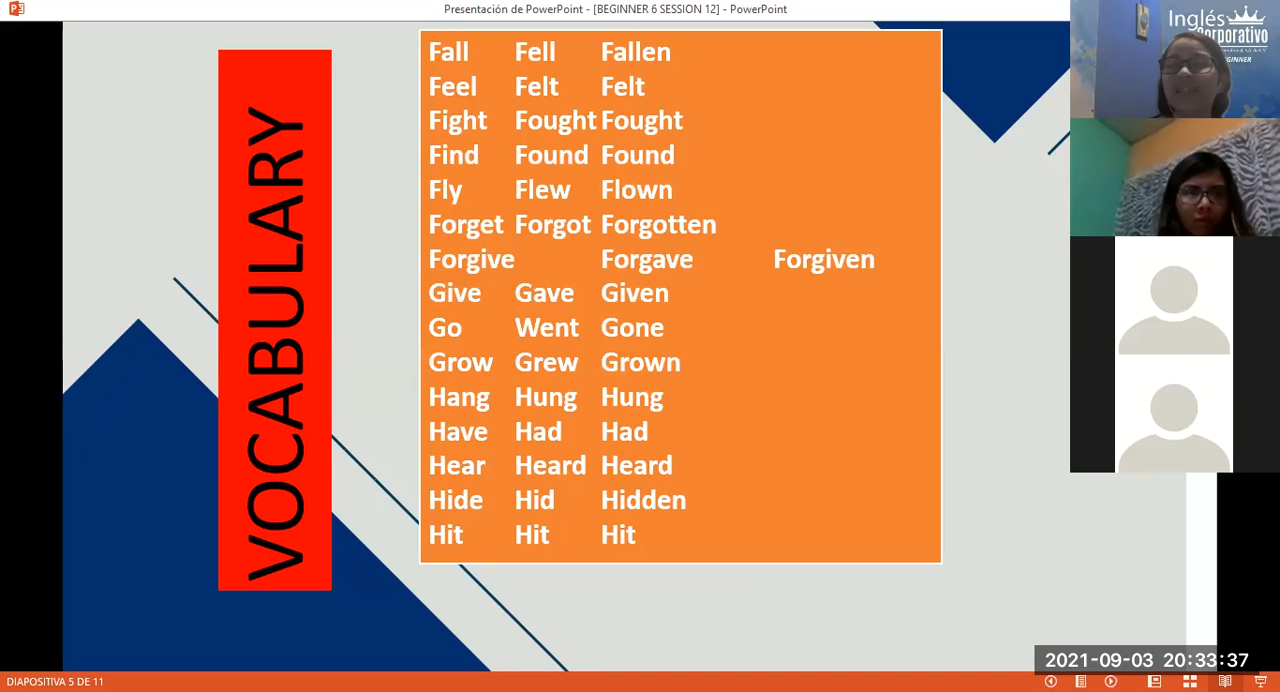 Presentación de PowerPoint - [BEGINNER 6 SESSION 12] - PowerPoint
VOCABULARY
Fall Fell Fallen
Feel Felt Felt
Fight Fought Fought
Find Found Found
Fly Flew Flown
Forget Forgot Forgotten
Forgive Forgave Forgiven
Give Gave Given
Go Went Gone
Grow Grew Grown
Hang Hung Hung
Have Had Had
Hear Heard Heard
Hide Hid Hidden
Hit Hit Hit
Inglés
Corporativo
2021-09-03 20:33:37
DIAPOSITIVA 5 DE 11